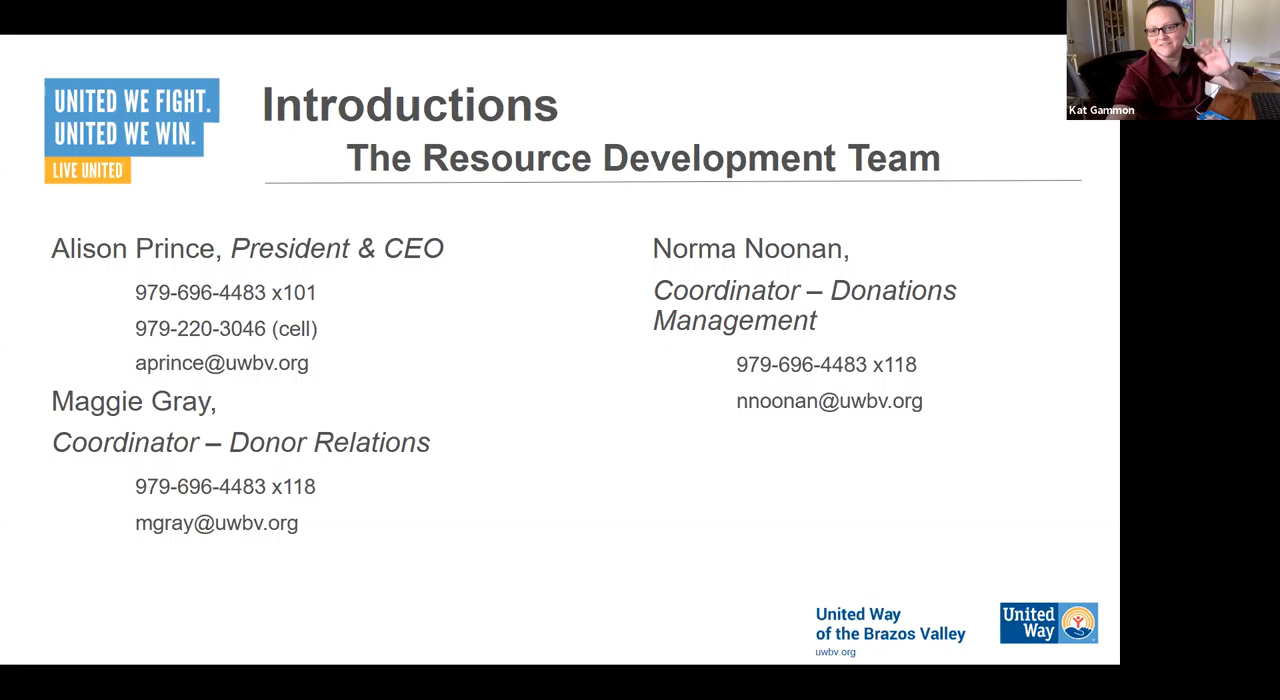 UNITED WE FIGHT.
UNITED WE WIN.
LIVE UNITED
Introductions
The Resource Development Team
Kat Gammon
Alison Prince, President & CEO
979-696-4483 x101
979-220-3046 (cell)
aprince@uwbv.org
Maggie Gray,
Coordinator – Donor Relations
979-696-4483 x118
mgray@uwbv.org
Norma Noonan,
Coordinator – Donations
Management
979-696-4483 x118
nnoonan@uwbv.org
United Way
of the Brazos Valley
uwbv.org
United
Way